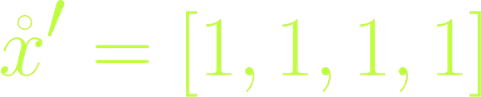 x̊′ = [1, 1, 1, 1]